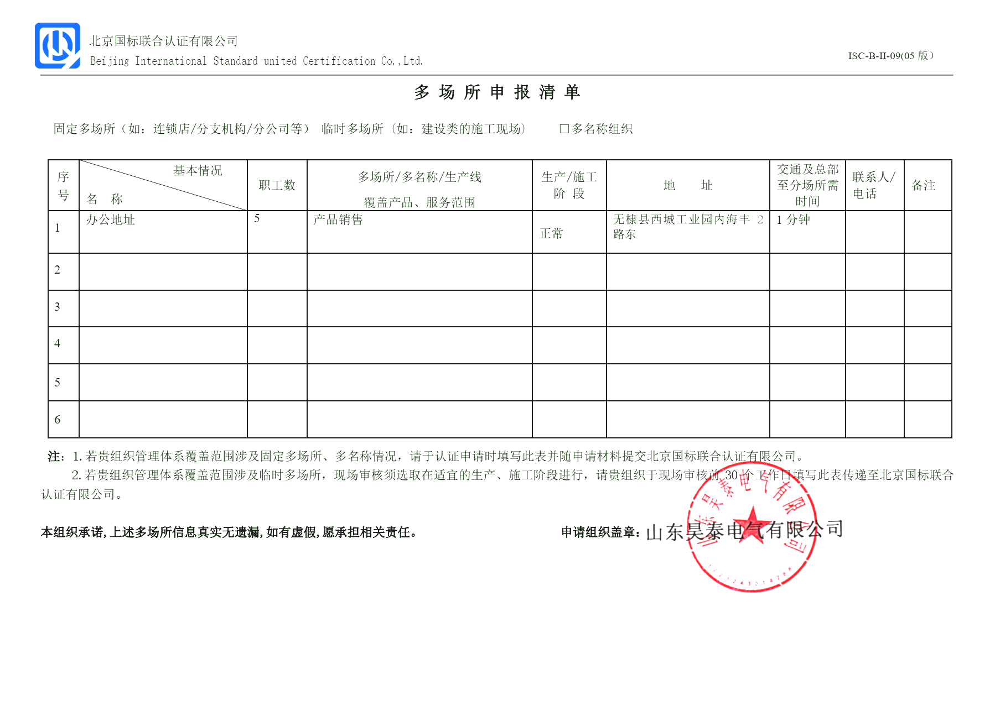 北京国标联合认证有限公司
Beijing International Standard united Certification Co.,Ltd.
ISC-B-II-09(05 版）
多 场 所 申 报 清 单
固定多场所（如：连锁店/分支机构/分公司等） 临时多场所（如：建设类的施工现场） □多名称组织
序号
基本情况
名 称
职工数
多场所/多名称/生产线
覆盖产品、服务范围
生产/施工
阶 段
地 址
交通及总部
至分场所需
时间
联系人/
电话
备注
1
办公地址
5
产品销售
正常
无棣县西城工业园内海丰 2
路东
1 分钟
2
3
4
5
6
注：1.若贵组织管理体系覆盖范围涉及固定多场所、多名称情况，请于认证申请时填写此表并随申请材料提交北京国标联合认证有限公司。
2.若贵组织管理体系覆盖范围涉及临时多场所，现场审核须选取在适宜的生产、施工阶段进行，请贵组织于现场审核前 30 个工作日填写此表传递至北京国标联合
认证有限公司。
本组织承诺,上述多场所信息真实无遗漏,如有虚假,愿承担相关责任。
申请组织盖章：山东昊泰电气有限公司
山东昊泰电气有限公司